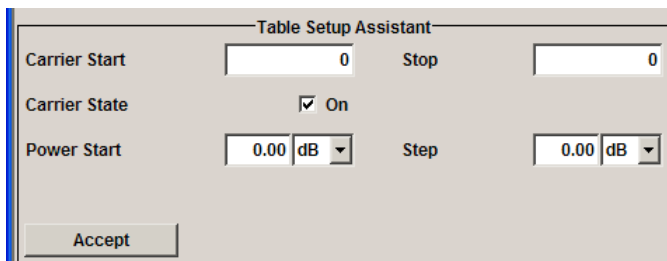 Table Setup Assistant
Carrier Start 0 Stop 0
Carrier State On
Power Start 0.00 dB Step 0.00 dB
Accept